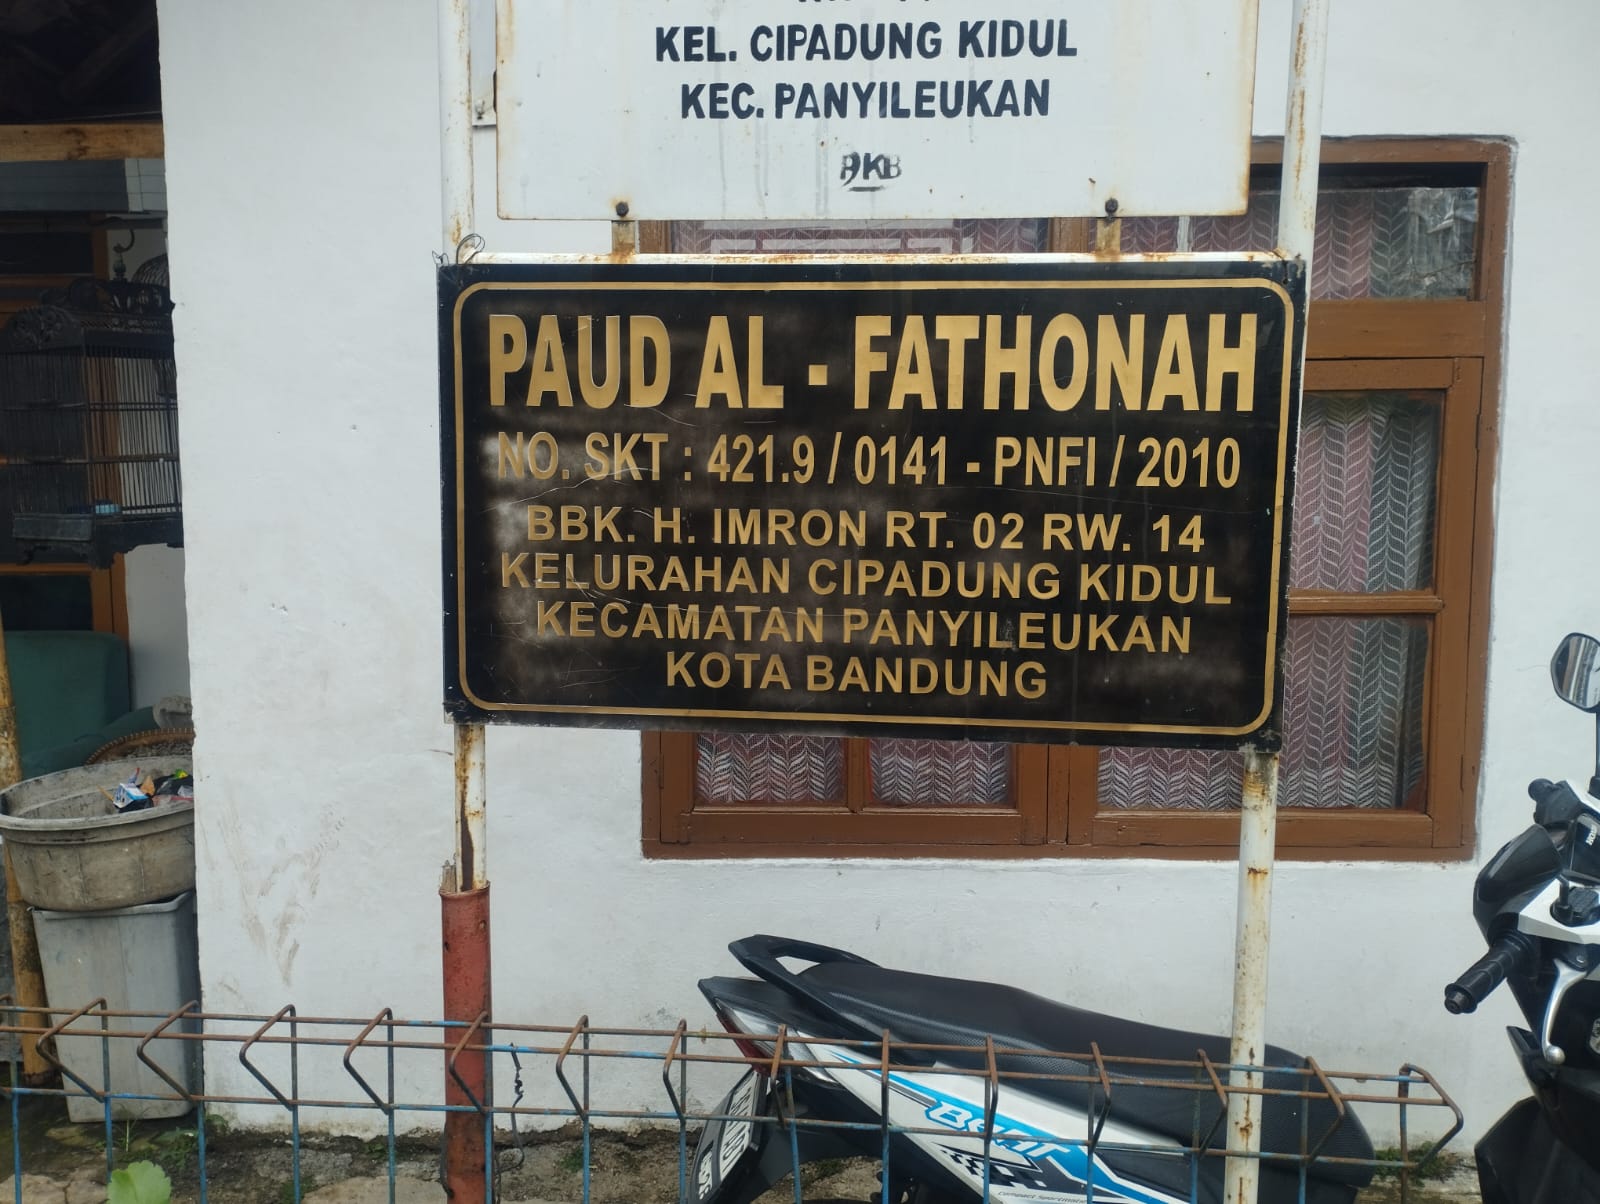 KEL. CIPADUNG KIDUL
KEC. PANYILEUKAN
PAUD AL - FATHONAH
NO. SKT : 421.9 / 0141 - PNFI / 2010
BBK. H. IMRON RT. 02 RW. 14
KELURAHAN CIPADUNG KIDUL
KECAMATAN PANYILEUKAN
KOTA BANDUNG
BeAT